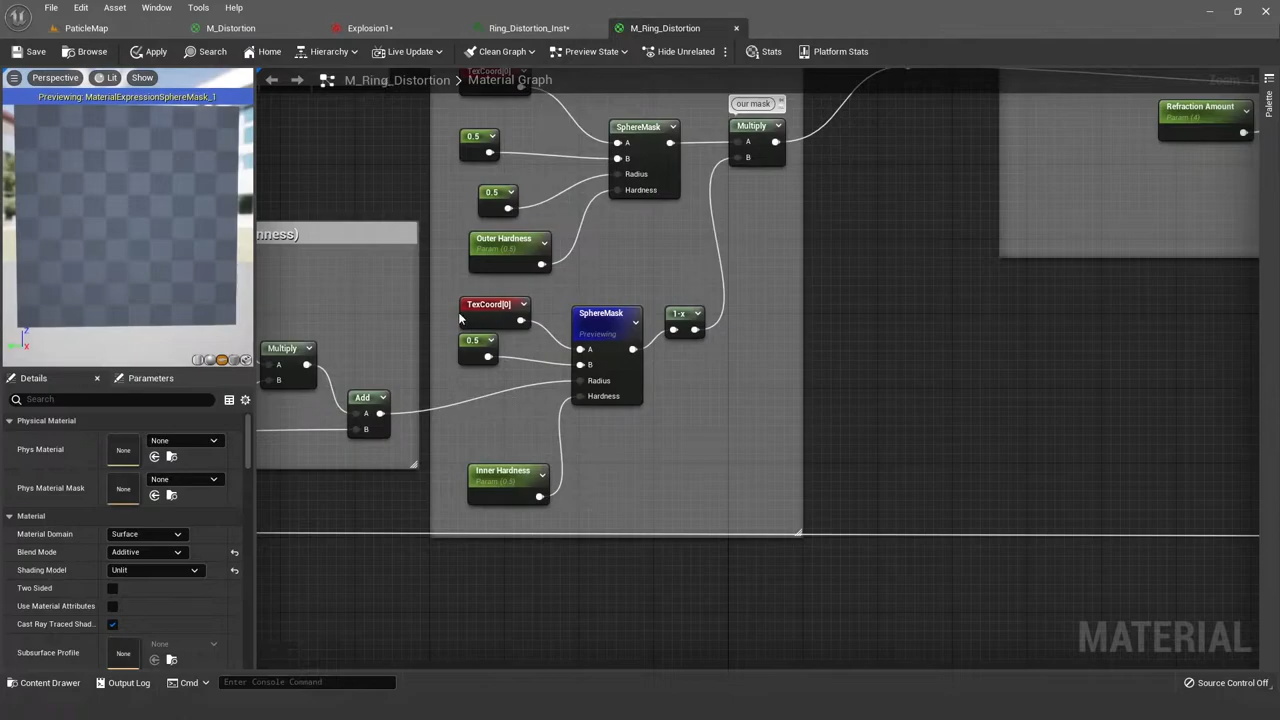 File Edit Asset Window Tools Help
PaticleMap M_Distortion Explosion1* Ring_Distortion_Inst* M_Ring_Distortion
Save Browse Apply Search Home Hierarchy Live Update Clean Graph Preview State Hide Unrelated Stats Platform Stats
Perspective Lit Show
M_Ring_Distortion > Material Graph
Previewing: MaterialExpressionSphereMask_1
Palette
TexCoord[0]
our mask
0.5
SphereMask
A
B
Radius
Hardness
Multiply
A
B
Refraction Amount
Param (4)
0.5
Outer Hardness
Param (0.5)
nness)
TexCoord[0]
0.5
SphereMask
Previewing
A
B
Radius
Hardness
1-x
Multiply
A
B
Add
A
B
Inner Hardness
Param (0.5)
Z
X
Details Parameters
Search
Physical Material
Phys Material None None
Phys Material Mask None None
Material
Material Domain Surface
Blend Mode Additive
Shading Model Unlit
Two Sided
Use Material Attributes
Cast Ray Traced Shad..
Subsurface Profile None None
MATERIAL
Content Drawer Output Log Cmd Enter Console Command Source Control Off